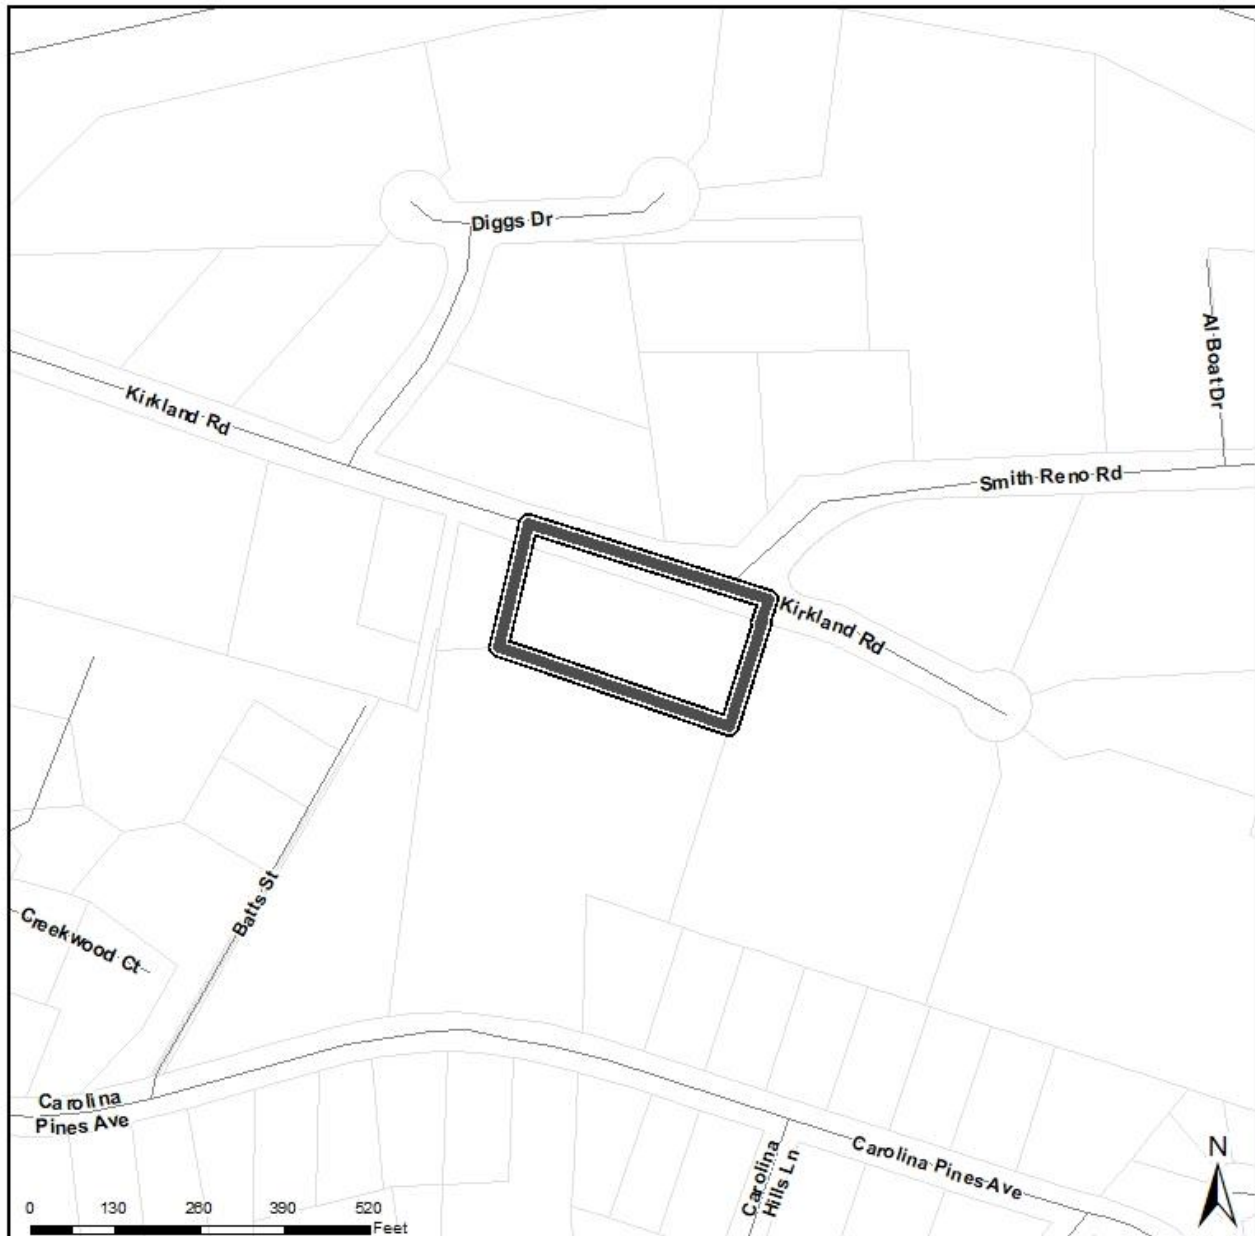 Diggs Dr
Kirkland Rd
Al Boat Dr
Smith Reno Rd
Kirkland Rd
Batts St
Creekwood Ct
Carolina
Pines Ave
Carolina
Hills Ln
Carolina Pines Ave
N
0 130 260 390 520
Feet